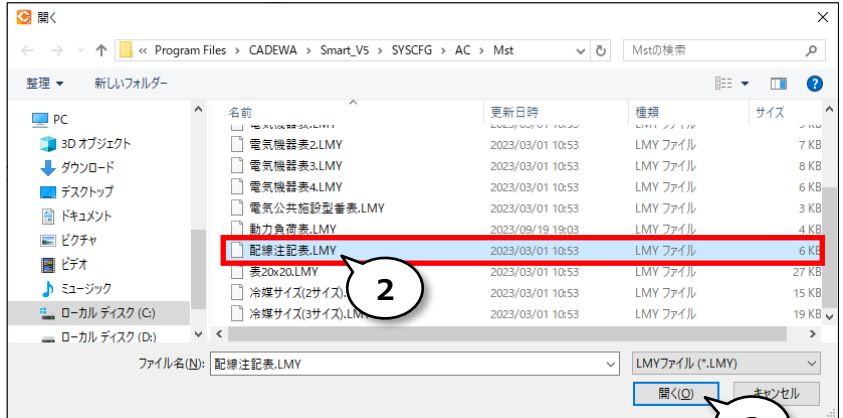 開く
« Program Files › CADEWA › Smart_V5 › SYSCFG › AC › Mst
Mstの検索
整理 ▼ 新しいフォルダー
名前 更新日時 種類 サイズ
PC
3D オブジェクト
ダウンロード
デスクトップ
ドキュメント
ピクチャ
ビデオ
ミュージック
ローカル ディスク (C:)
ローカル ディスク (D:)
電気機器表2.LMY 2023/03/01 10:53 LMY ファイル 7 KB
電気機器表3.LMY 2023/03/01 10:53 LMY ファイル 8 KB
電気機器表4.LMY 2023/03/01 10:53 LMY ファイル 6 KB
電気公共施設型番表.LMY 2023/03/01 10:53 LMY ファイル 3 KB
動力負荷表.LMY 2023/09/19 19:03 LMY ファイル 4 KB
配線注記表.LMY 2023/03/01 10:53 LMY ファイル 6 KB
表20x20.LMY 2023/03/01 10:53 LMY ファイル 27 KB
冷媒サイズ(2サイズ). 2023/03/01 10:53 LMY ファイル 15 KB
冷媒サイズ(3サイズ).LMY 2023/03/01 10:53 LMY ファイル 19 KB
2
ファイル名(N): 配線注記表.LMY
LMYファイル (*.LMY)
開く(O) キャンセル